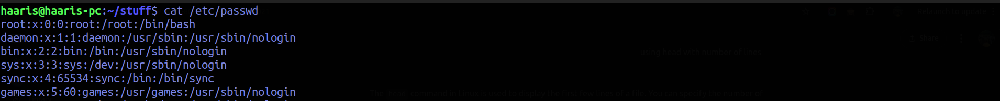 haaris@haaris-pc:~/stuff$ cat /etc/passwd
Relaunch to update
root:x:0:0:root:/root:/bin/bash
daemon:x:1:1:daemon:/usr/sbin:/usr/sbin/nologin
Share
bin:x:2:2:bin:/bin:/usr/sbin/nologin
using head with number of lines
sys:x:3:3:sys:/dev:/usr/sbin/nologin
sync:x:4:65534:sync:/bin:/bin/sync
games:x:5:60:games:/usr/games:/usr/sbin/nologin
The head command in Linux is used to display the first few lines of a file. You can specify the number of